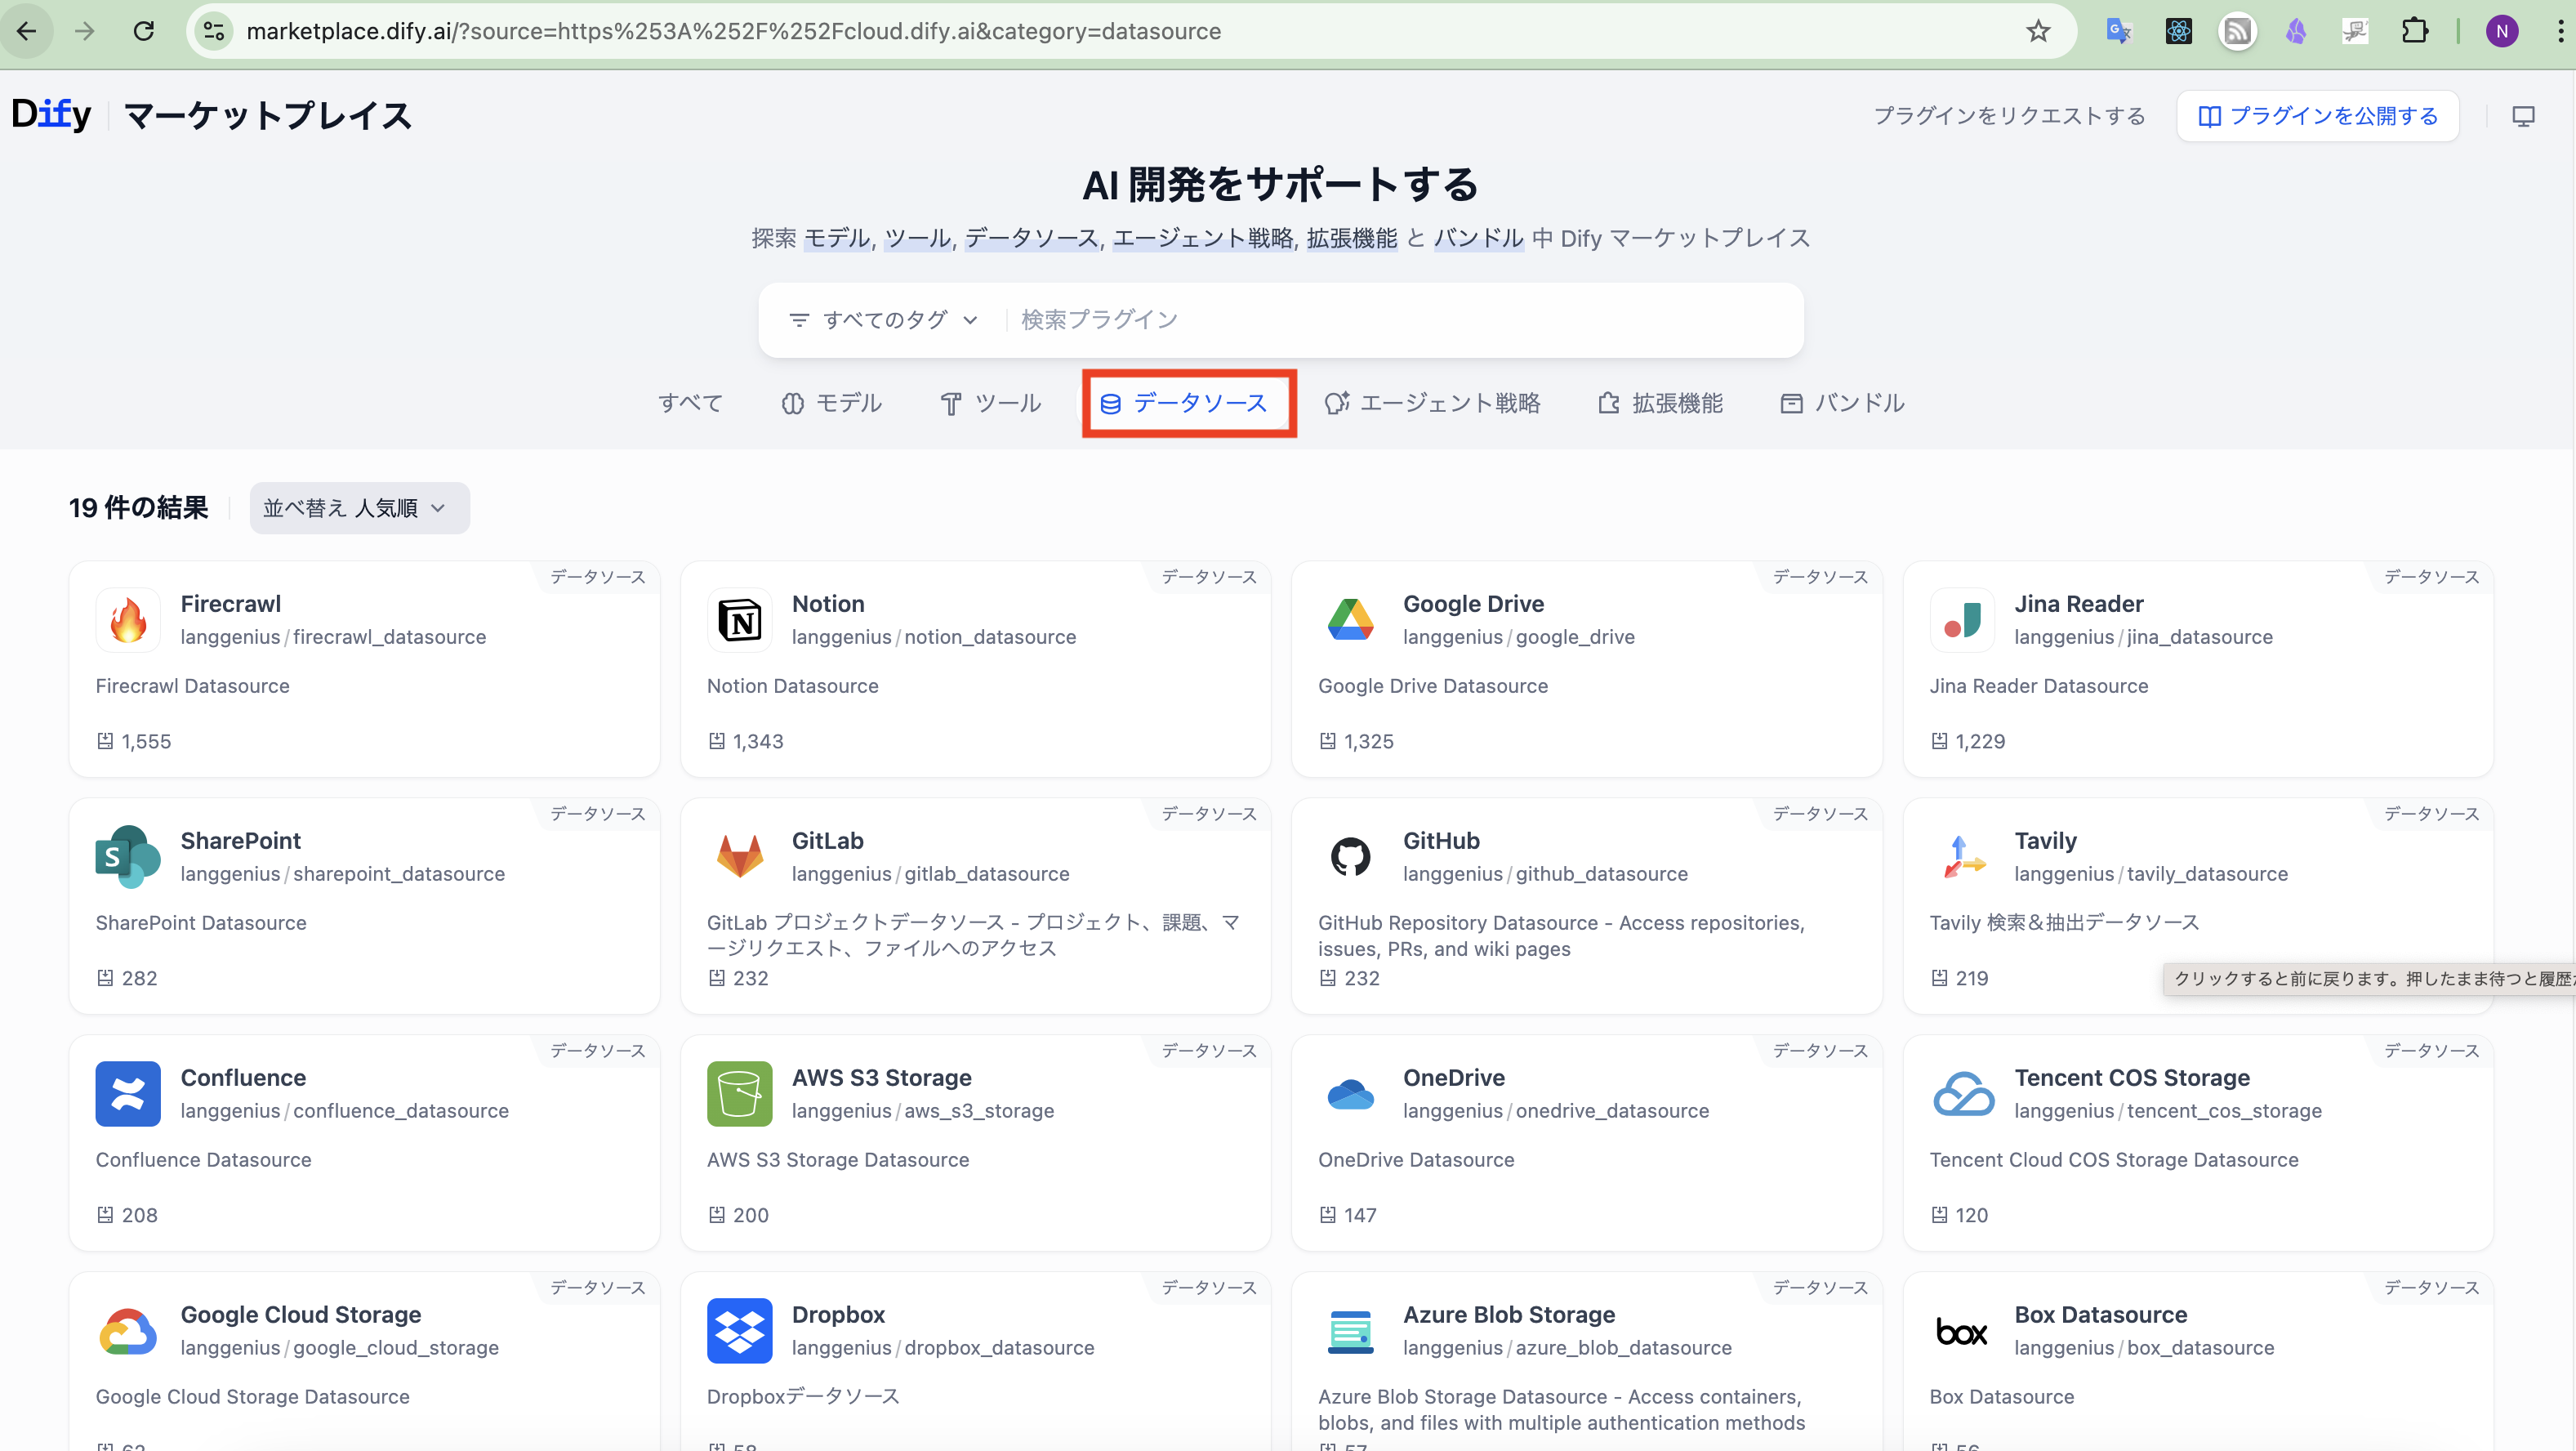 marketplace.dify.ai/?source=https%253A%252F%252Fcloud.dify.ai&category=datasource
N
Dify マーケットプレイス
プラグインをリクエストする
プラグインを公開する
AI 開発をサポートする
探索 モデル, ツール, データソース, エージェント戦略, 拡張機能 と バンドル 中 Dify マーケットプレイス
すべてのタグ
検索プラグイン
すべて モデル ツール データソース エージェント戦略 拡張機能 バンドル
19 件の結果
並べ替え 人気順
データソース
Firecrawl
langgenius/firecrawl_datasource
Firecrawl Datasource
1,555
データソース
Notion
langgenius/notion_datasource
Notion Datasource
1,343
データソース
Google Drive
langgenius/google_drive
Google Drive Datasource
1,325
データソース
Jina Reader
langgenius/jina_datasource
Jina Reader Datasource
1,229
データソース
SharePoint
langgenius/sharepoint_datasource
SharePoint Datasource
282
データソース
GitLab
langgenius/gitlab_datasource
GitLab プロジェクトデータソース - プロジェクト、課題、マ
ージリクエスト、ファイルへのアクセス
232
データソース
GitHub
langgenius/github_datasource
GitHub Repository Datasource - Access repositories,
issues, PRs, and wiki pages
232
データソース
Tavily
langgenius/tavily_datasource
Tavily 検索＆抽出データソース
219
クリックすると前に戻ります。押したまま待つと履歴
データソース
Confluence
langgenius/confluence_datasource
Confluence Datasource
208
データソース
AWS S3 Storage
langgenius/aws_s3_storage
AWS S3 Storage Datasource
200
データソース
OneDrive
langgenius/onedrive_datasource
OneDrive Datasource
147
データソース
Tencent COS Storage
langgenius/tencent_cos_storage
Tencent Cloud COS Storage Datasource
120
データソース
Google Cloud Storage
langgenius/google_cloud_storage
Google Cloud Storage Datasource
データソース
Dropbox
langgenius/dropbox_datasource
Dropboxデータソース
データソース
Azure Blob Storage
langgenius/azure_blob_datasource
Azure Blob Storage Datasource - Access containers,
blobs, and files with multiple authentication methods
データソース
box
Box Datasource
langgenius/box_datasource
Box Datasource